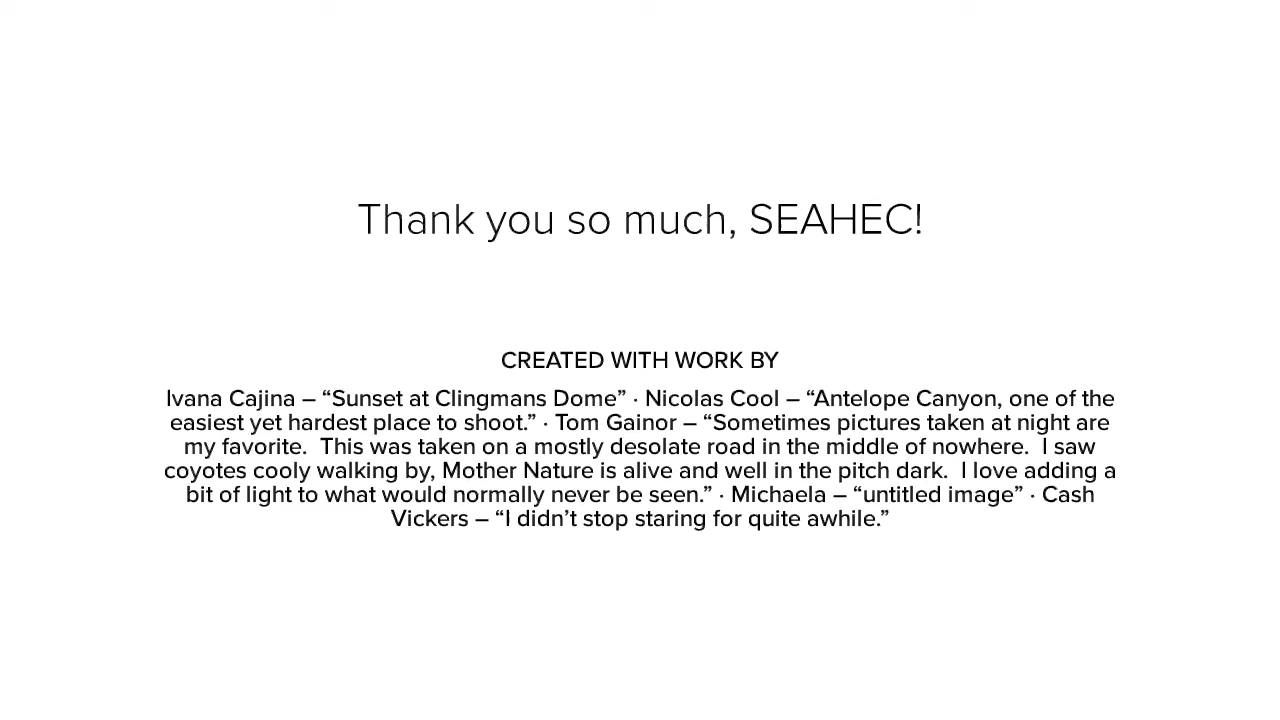 Thank you so much, SEAHEC!
CREATED WITH WORK BY
Ivana Cajina – “Sunset at Clingmans Dome” · Nicolas Cool – “Antelope Canyon, one of the
easiest yet hardest place to shoot.” · Tom Gainor – “Sometimes pictures taken at night are
my favorite.  This was taken on a mostly desolate road in the middle of nowhere.  I saw
coyotes cooly walking by, Mother Nature is alive and well in the pitch dark.  I love adding a
bit of light to what would normally never be seen.” · Michaela – “untitled image” · Cash
Vickers – “I didn’t stop staring for quite awhile.”